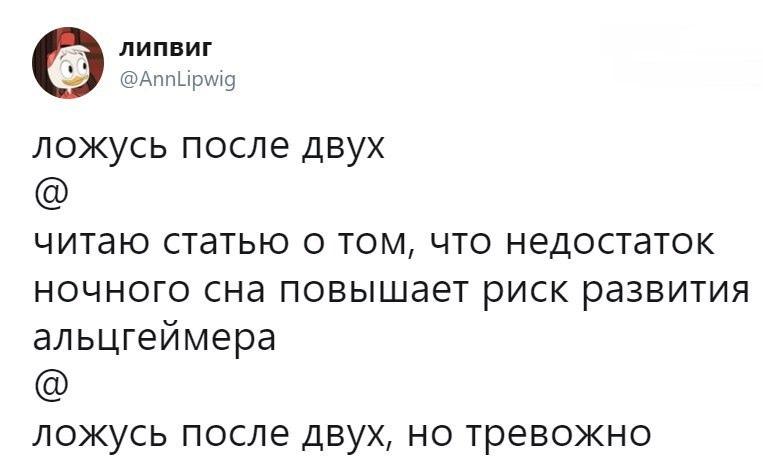 липвиг
@AnnLipwig
ложусь после двух
@
читаю статью о том, что недостаток
ночного сна повышает риск развития
альцгеймера
@
ложусь после двух, но тревожно